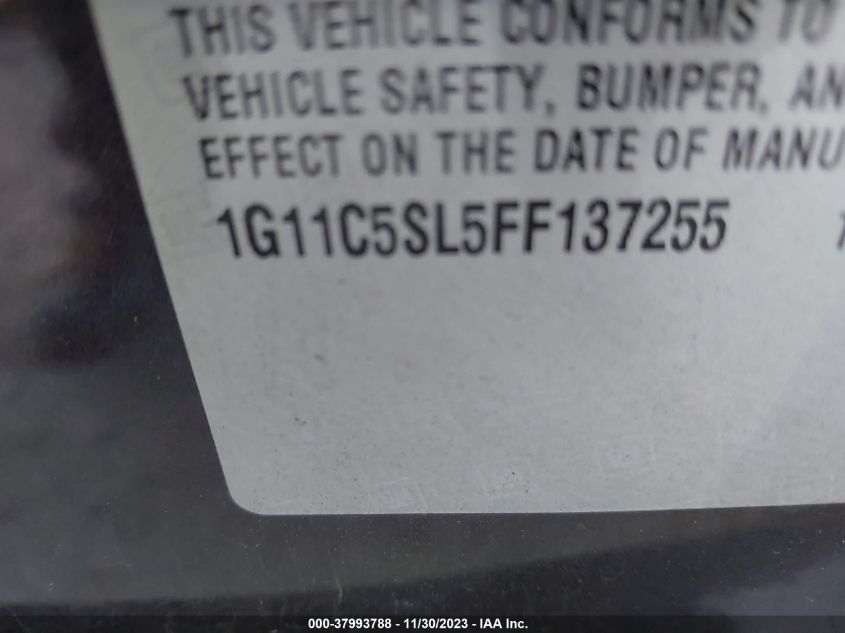 THIS VEHICLE CONFORMS TO
VEHICLE SAFETY, BUMPER, AN
EFFECT ON THE DATE OF MANU
1G11C5SL5FF137255
000-37993788 - 11/30/2023 - IAA Inc.